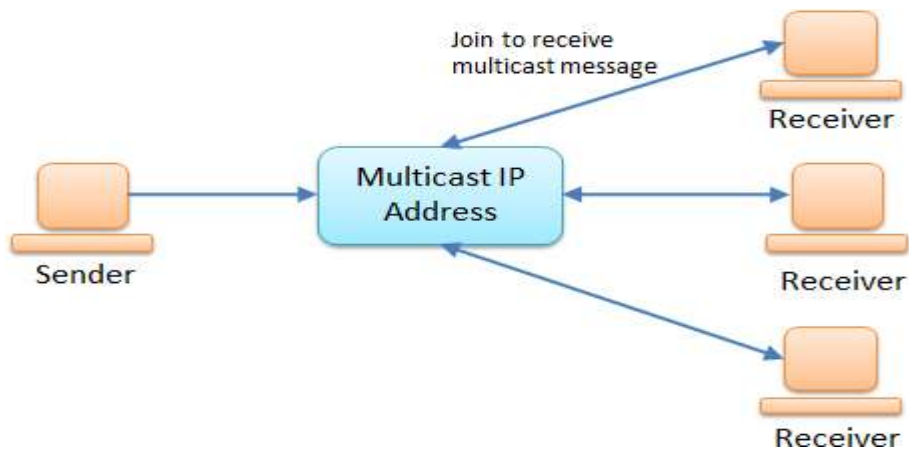 Join to receive
multicast message
Receiver
Multicast IP
Address
Sender
Receiver
Receiver